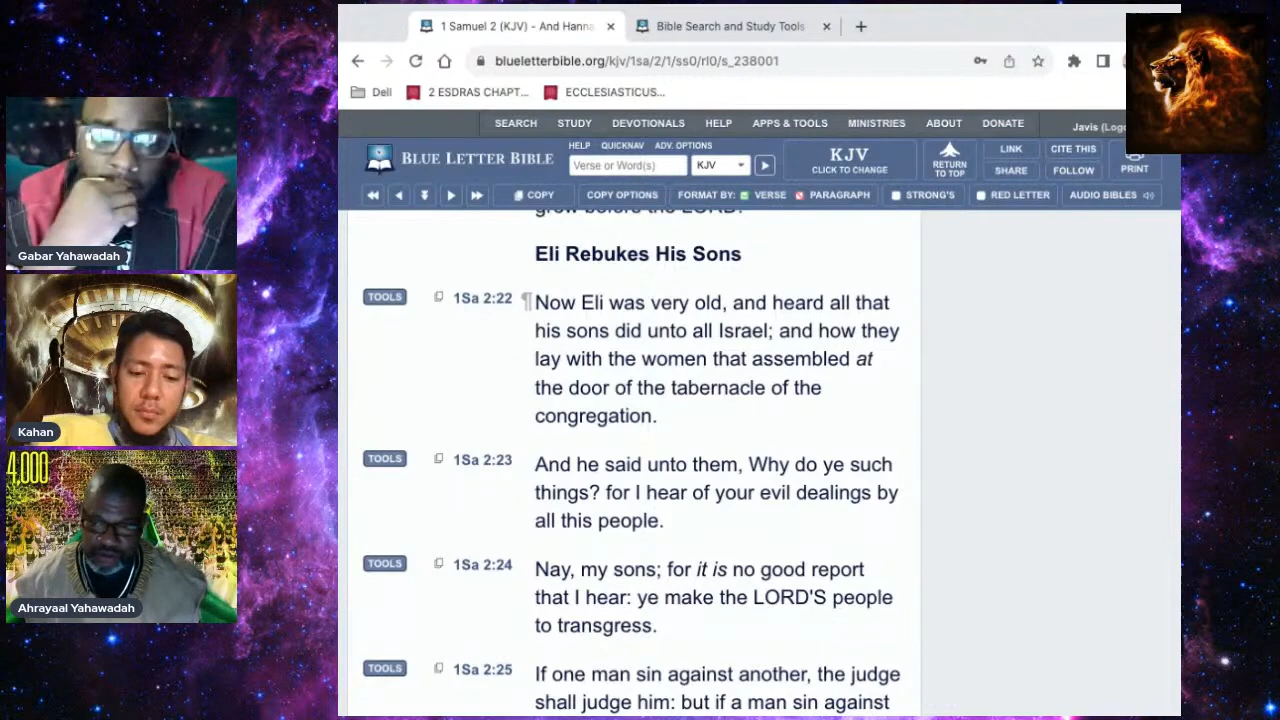 1 Samuel 2 (KJV) - And Hanna
Bible Search and Study Tools
blueletterbible.org/kjv/1sa/2/1/ss0/rl0/s_238001
Dell
2 ESDRAS CHAPT...
ECCLESIASTICUS...
SEARCH STUDY DEVOTIONALS HELP APPS & TOOLS MINISTRIES ABOUT DONATE
Javis (Logo
BLUE LETTER BIBLE
HELP QUICKNAV ADV. OPTIONS
Verse or Word(s)
KJV
KJV
CLICK TO CHANGE
RETURN
TO TOP
LINK
CITE THIS
SHARE
FOLLOW
PRINT
COPY COPY OPTIONS FORMAT BY: VERSE PARAGRAPH STRONG'S RED LETTER AUDIO BIBLES
grew before the LORD.
Eli Rebukes His Sons
TOOLS 1Sa 2:22 ¶Now Eli was very old, and heard all that
his sons did unto all Israel; and how they
lay with the women that assembled at
the door of the tabernacle of the
congregation.
TOOLS 1Sa 2:23 And he said unto them, Why do ye such
things? for I hear of your evil dealings by
all this people.
TOOLS 1Sa 2:24 Nay, my sons; for it is no good report
that I hear: ye make the LORD'S people
to transgress.
TOOLS 1Sa 2:25 If one man sin against another, the judge
shall judge him: but if a man sin against
Gabar Yahawadah
Kahan
4,000
Ahrayaal Yahawadah